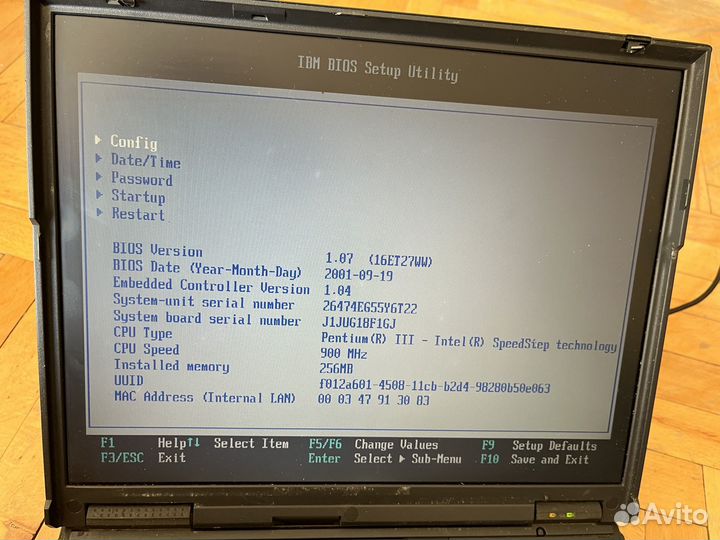 IBM BIOS Setup Utility
Config
Date/Time
Password
Startup
Restart
BIOS Version 1.07 (16ET27WW)
BIOS Date (Year-Month-Day) 2001-09-19
Embedded Controller Version 1.04
System-unit serial number 26474EG55Y6T22
System board serial number J1JUG1BF1GJ
CPU Type Pentium(R) III - Intel(R) SpeedStep technology
CPU Speed 900 MHz
Installed memory 256MB
UUID f012a601-4508-11cb-b2d4-98280b50e063
MAC Address (Internal LAN) 00 03 47 91 30 83
F1 Help ↑↓ Select Item F5/F6 Change Values F9 Setup Defaults
F3/ESC Exit Enter Select ▶ Sub-Menu F10 Save and Exit
Avito